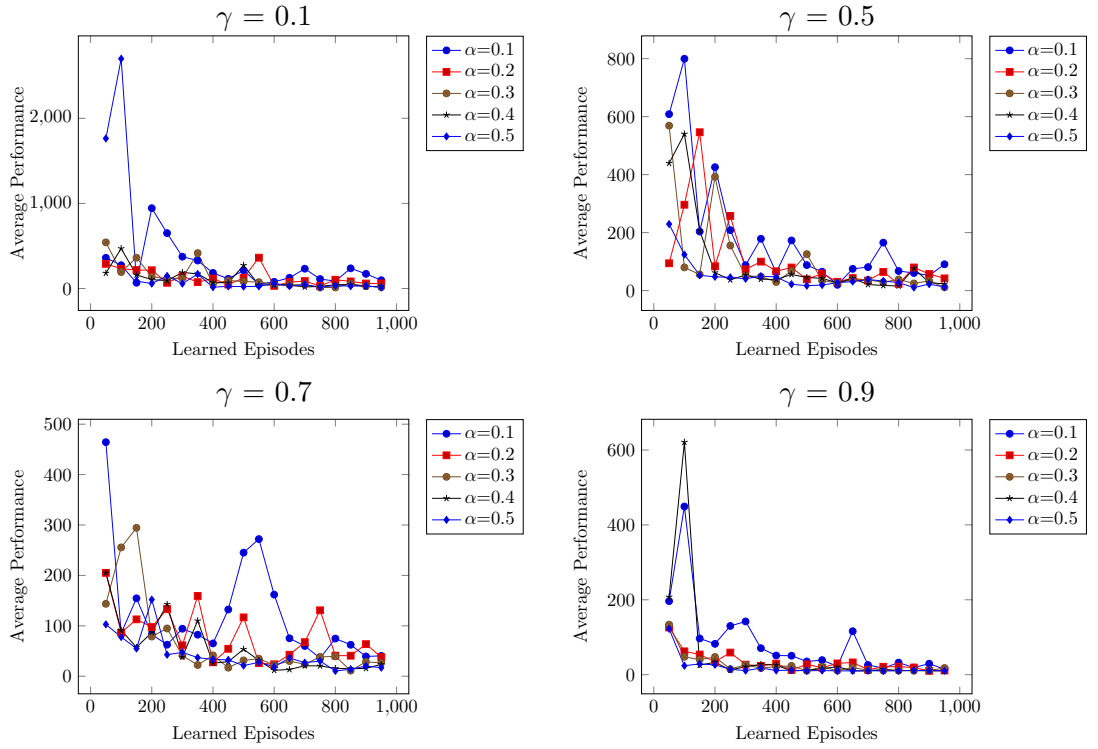 γ = 0.1
2,000
1,000
0
0
200
400
600
800
1,000
Learned Episodes
Average Performance
α=0.1
α=0.2
α=0.3
α=0.4
α=0.5
γ = 0.5
800
600
400
200
0
0
200
400
600
800
1,000
Learned Episodes
Average Performance
α=0.1
α=0.2
α=0.3
α=0.4
α=0.5
γ = 0.7
500
400
300
200
100
0
0
200
400
600
800
1,000
Learned Episodes
Average Performance
α=0.1
α=0.2
α=0.3
α=0.4
α=0.5
γ = 0.9
600
400
200
0
0
200
400
600
800
1,000
Learned Episodes
Average Performance
α=0.1
α=0.2
α=0.3
α=0.4
α=0.5